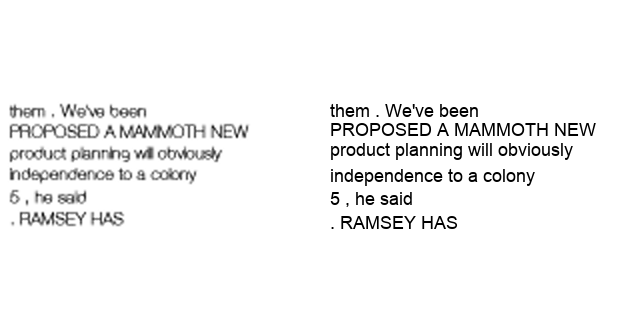 them . We've been
PROPOSED A MAMMOTH NEW
product planning will obviously
independence to a colony
5 , he said
. RAMSEY HAS
them . We've been
PROPOSED A MAMMOTH NEW
product planning will obviously
independence to a colony
5 , he said
. RAMSEY HAS